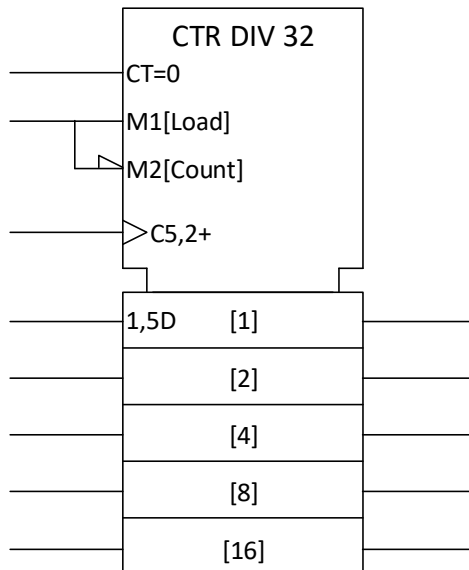 CTR DIV 32
CT=0
M1[Load]
M2[Count]
C5,2+
1,5D [1]
[2]
[4]
[8]
[16]